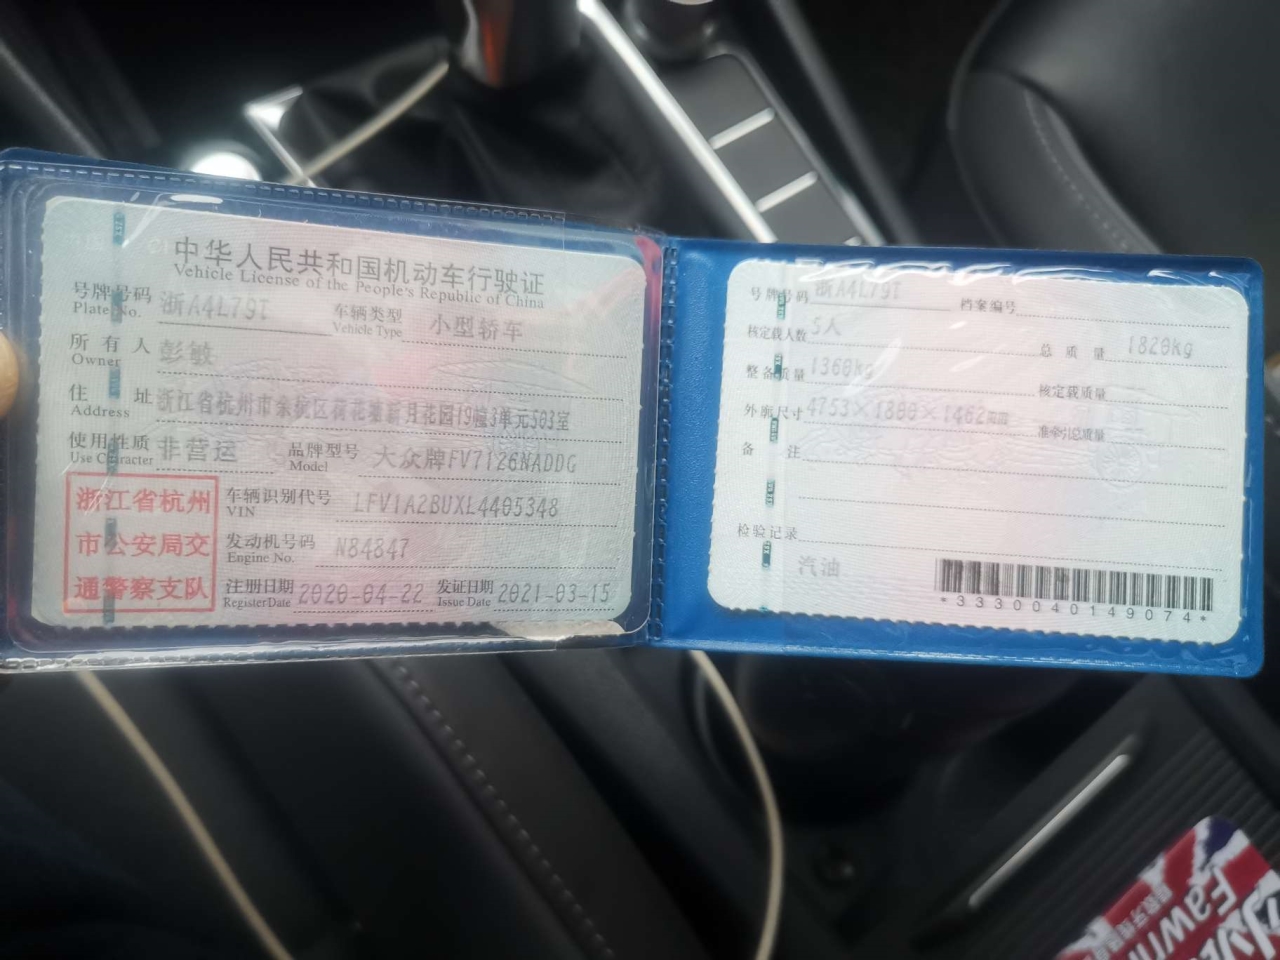 中华人民共和国机动车行驶证
Vehicle License of the People's Republic of China
号牌号码 浙A4L79T 车辆类型 小型轿车
Plate No. Vehicle Type
所有人 彭敏
Owner
住址 浙江省杭州市余杭区荷花塘新月花园19幢3单元503室
Address
使用性质 非营运 品牌型号 大众牌FV7126NADDG
Use Character Model
浙江省杭州
市公安局交
通警察支队
车辆识别代号 LFV1A2BUXL4405348
VIN
发动机号码 N84847
Engine No.
注册日期 2020-04-22 发证日期 2021-03-15
Register Date Issue Date
号牌号码 浙A4L79T 档案编号
核定载人数 5人 总质量 1820kg
整备质量 1360kg 核定载质量
外廓尺寸 4753×1800×1462mm 准牵引总质量
备注
检验记录
汽油
*3330040149074*